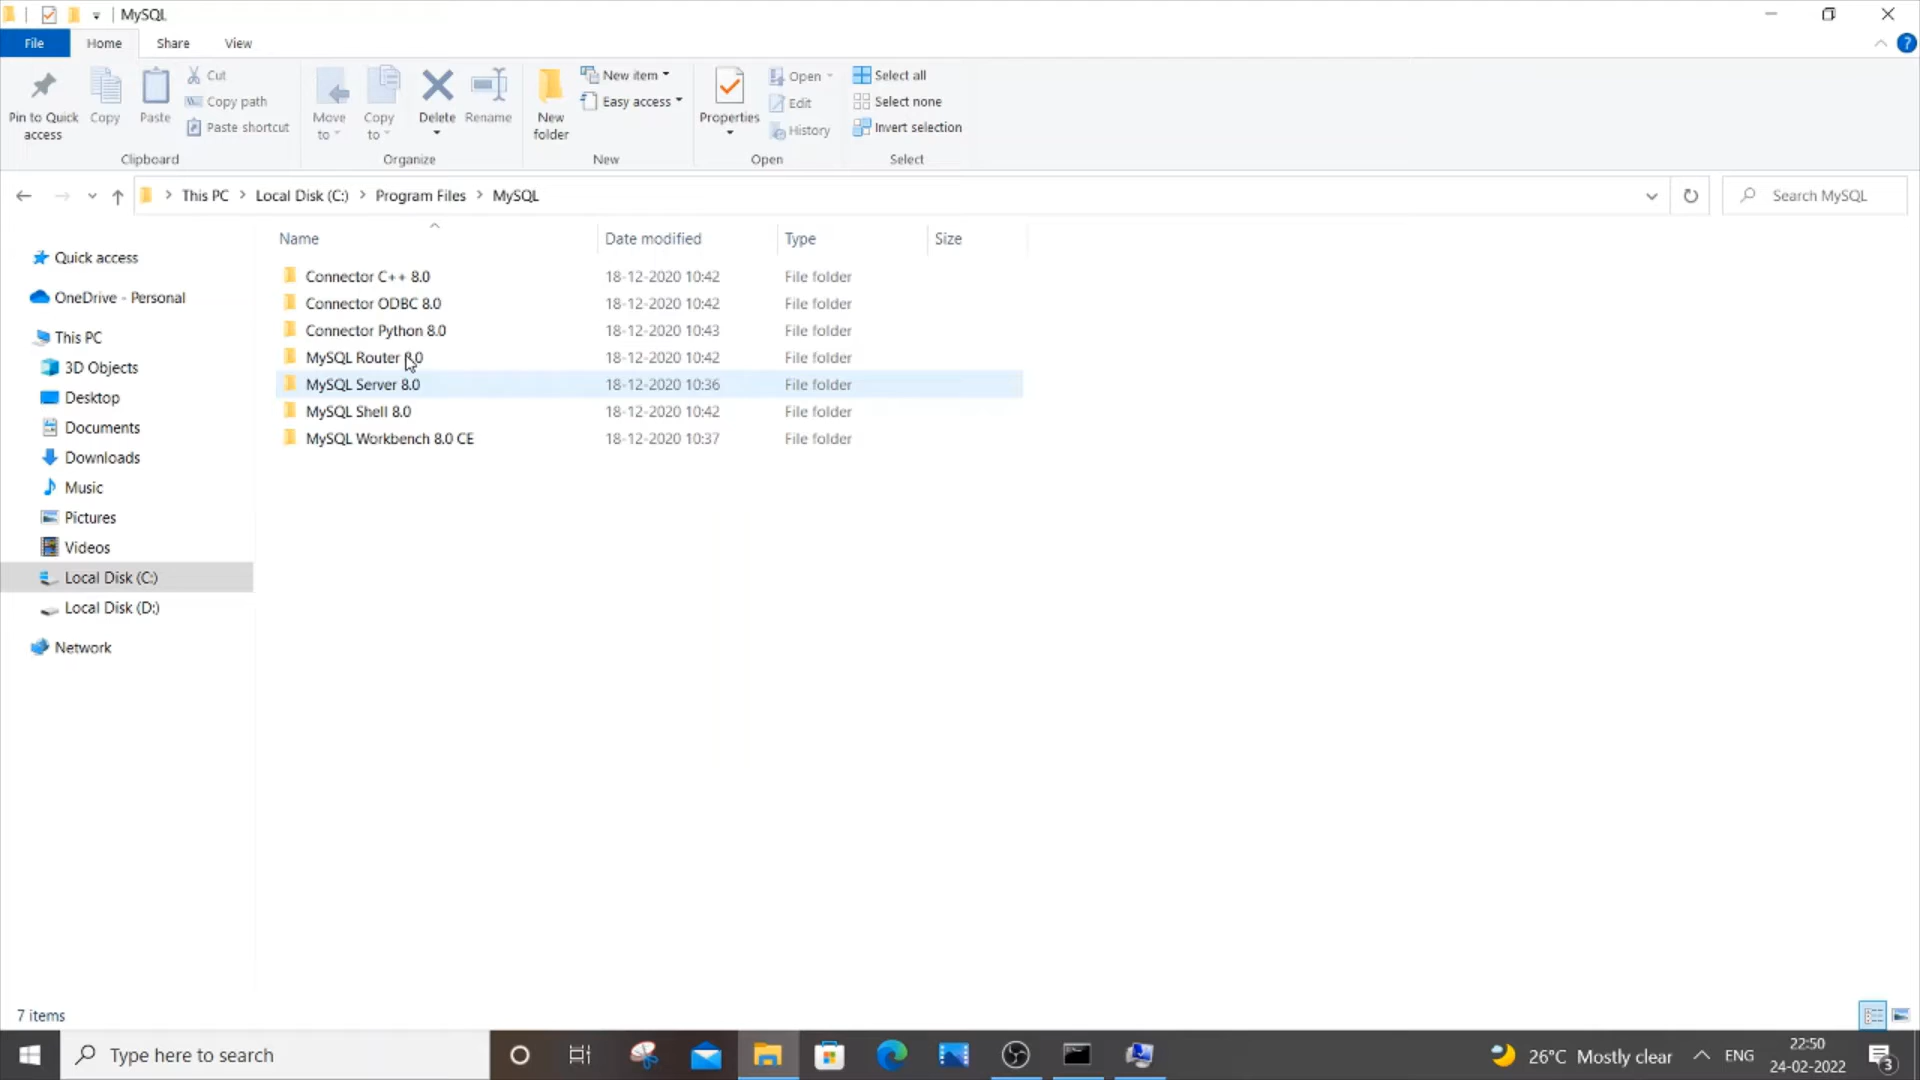 MySQL
File Home Share View
Pin to Quick access
Copy
Paste
Cut
Copy path
Paste shortcut
Clipboard
Move to
Copy to
Delete
Rename
Organize
New folder
New item
Easy access
New
Properties
Open
Edit
History
Open
Select all
Select none
Invert selection
Select
This PC > Local Disk (C:) > Program Files > MySQL
Search MySQL
Quick access
OneDrive - Personal
This PC
3D Objects
Desktop
Documents
Downloads
Music
Pictures
Videos
Local Disk (C:)
Local Disk (D:)
Network
Name Date modified Type Size
Connector C++ 8.0 18-12-2020 10:42 File folder
Connector ODBC 8.0 18-12-2020 10:42 File folder
Connector Python 8.0 18-12-2020 10:43 File folder
MySQL Router 8.0 18-12-2020 10:42 File folder
MySQL Server 8.0 18-12-2020 10:36 File folder
MySQL Shell 8.0 18-12-2020 10:42 File folder
MySQL Workbench 8.0 CE 18-12-2020 10:37 File folder
7 items
Type here to search
26°C Mostly clear
ENG
22:50
24-02-2022
3